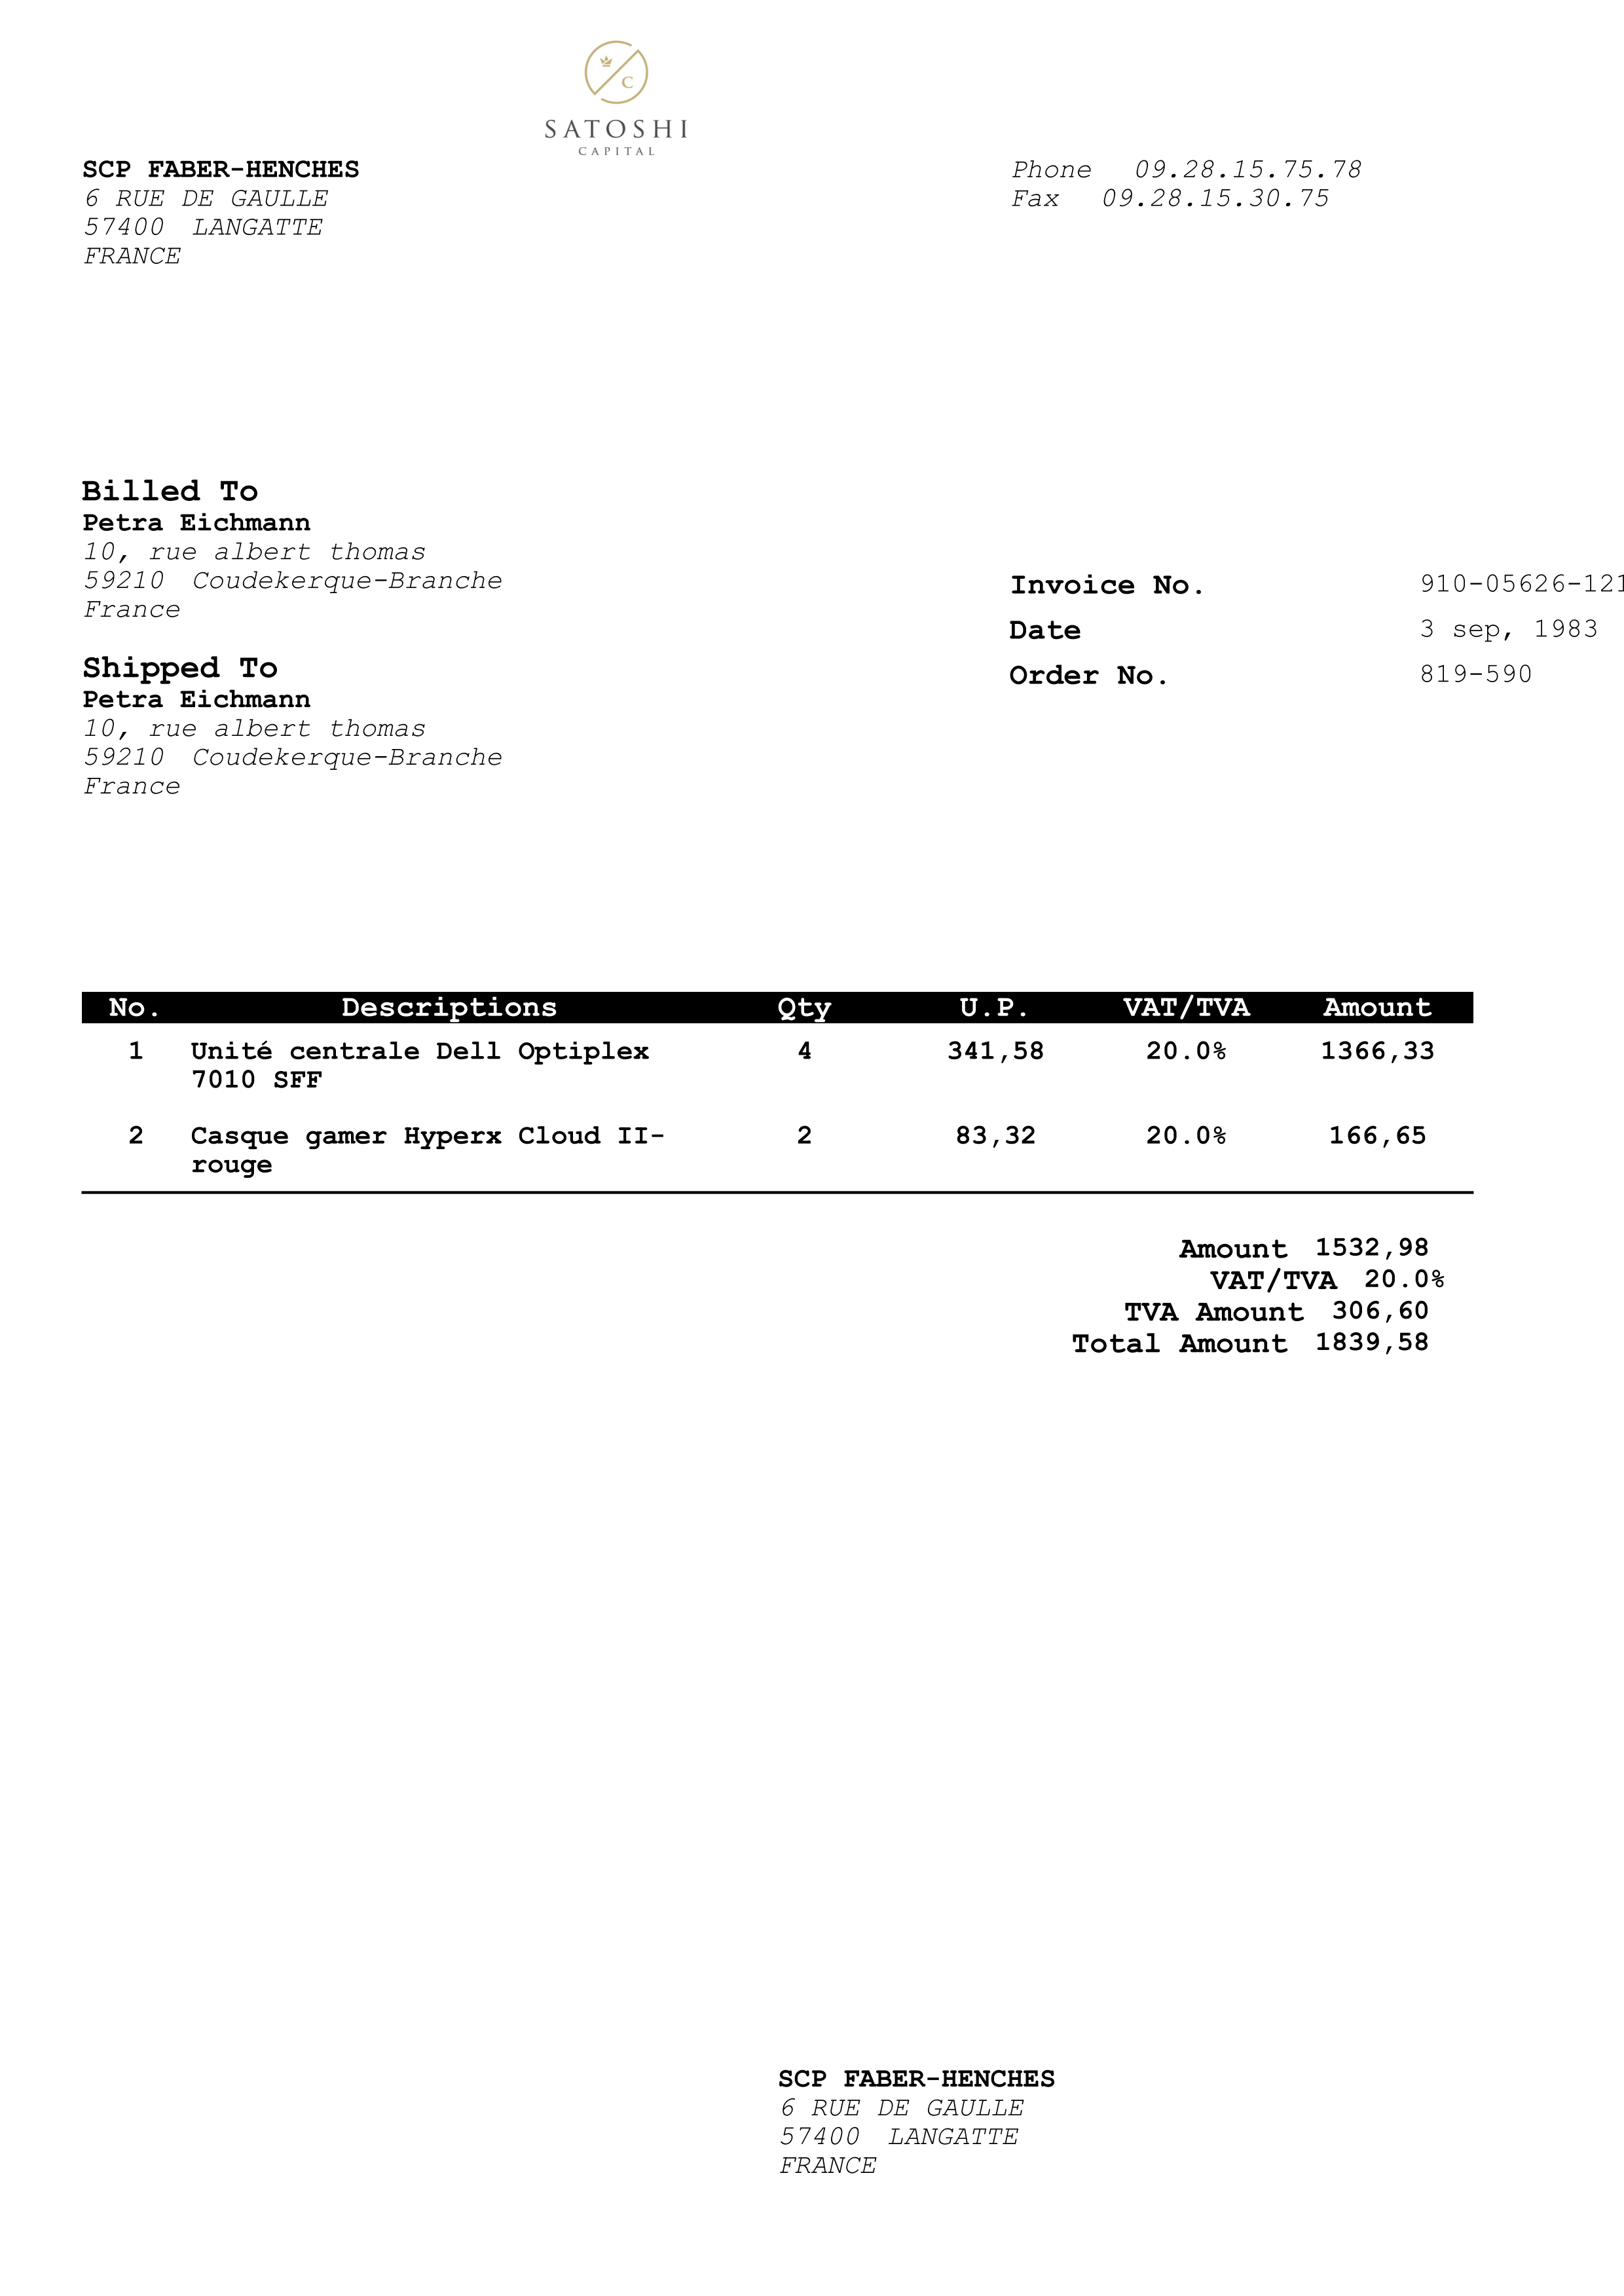 C
SATOSHI
CAPITAL
SCP FABER-HENCHES
6 RUE DE GAULLE
57400 LANGATTE
FRANCE
Phone 09.28.15.75.78
Fax 09.28.15.30.75
Billed To
Petra Eichmann
10, rue albert thomas
59210 Coudekerque-Branche
France
Shipped To
Petra Eichmann
10, rue albert thomas
59210 Coudekerque-Branche
France
Invoice No. 910-05626-121
Date 3 sep, 1983
Order No. 819-590
No. Descriptions Qty U.P. VAT/TVA Amount
1 Unité centrale Dell Optiplex 4 341,58 20.0% 1366,33
7010 SFF
2 Casque gamer Hyperx Cloud II- 2 83,32 20.0% 166,65
rouge
Amount 1532,98
VAT/TVA 20.0%
TVA Amount 306,60
Total Amount 1839,58
SCP FABER-HENCHES
6 RUE DE GAULLE
57400 LANGATTE
FRANCE